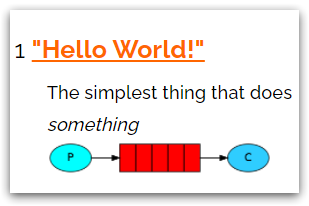 1 "Hello World!"
The simplest thing that does
something
P C